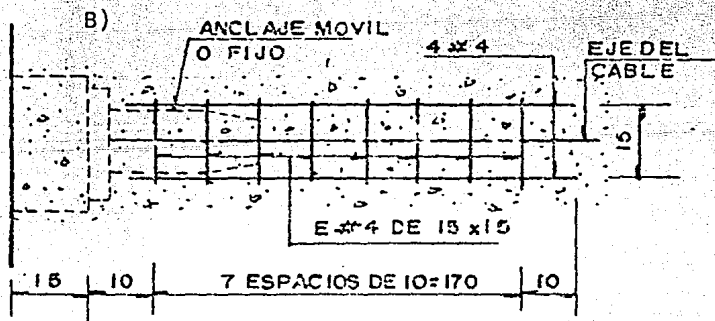 B)
ANCLAJE MOVIL
O FIJO
4 # 4
EJE DEL
CABLE
15
E #4 DE 15 x 15
15
10
7 ESPACIOS DE 10=170
10